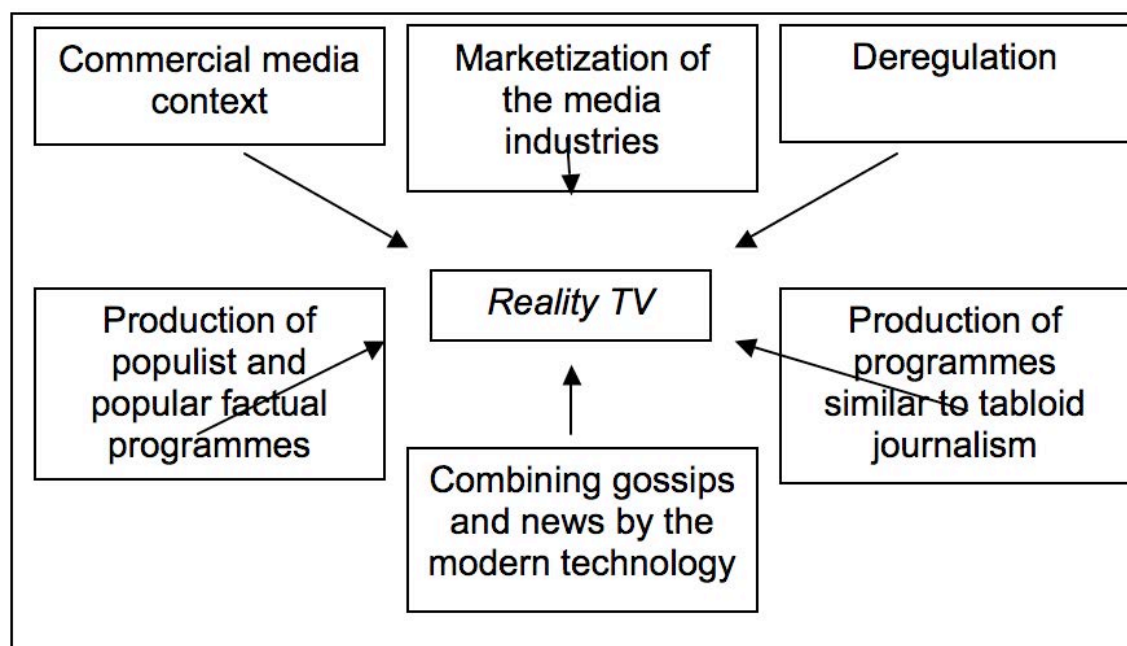 Commercial media
context
Marketization of
the media
industries
Deregulation
Reality TV
Production of
populist and
popular factual
programmes
Production of
programmes
similar to tabloid
journalism
Combining gossips
and news by the
modern technology